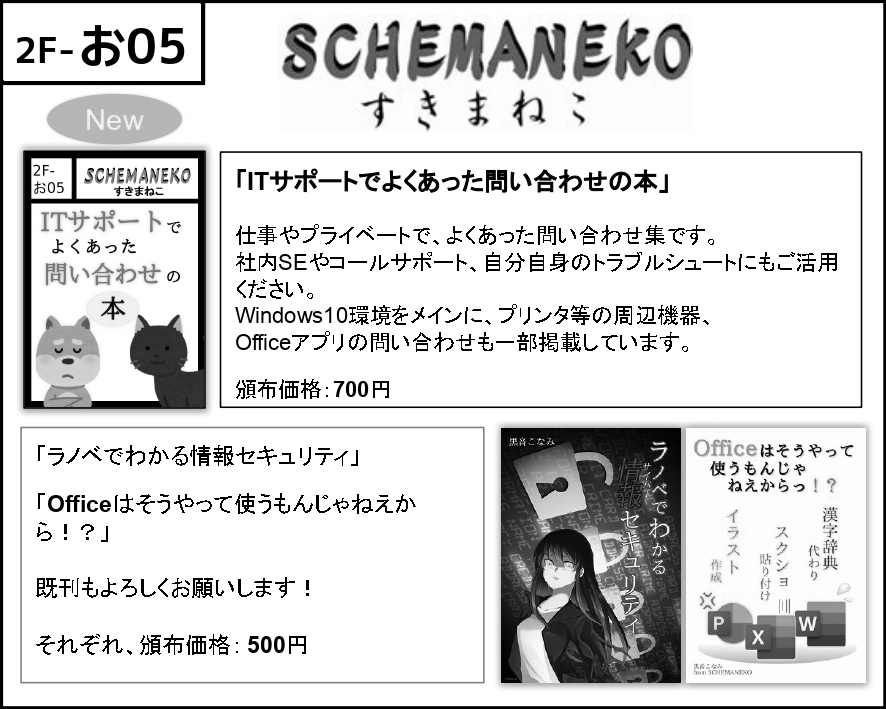 2F-お05
SCHEMANEKO
すきまねこ
New
2F-
お05
SCHEMANEKO
すきまねこ
ITサポートで
よくあった
問い合わせの
本
「ITサポートでよくあった問い合わせの本」
仕事やプライベートで、よくあった問い合わせ集です。
社内SEやコールサポート、自分自身のトラブルシュートにもご活用
ください。
Windows10環境をメインに、プリンタ等の周辺機器、
Officeアプリの問い合わせも一部掲載しています。
頒布価格：700円
「ラノベでわかる情報セキュリティ」
「Officeはそうやって使うもんじゃねえか
ら！？」
既刊もよろしくお願いします！
それぞれ、頒布価格： 500円
黒音こなみ
ラノベでわかる
情報セキュリティ
サイバー
Officeはそうやって
使うもんじゃ
ねえからっ！？
漢字辞典
代わり
スクショ
貼り付け
イラスト
作成
P
X
W
黒音こなみ
from SCHEMANEKO